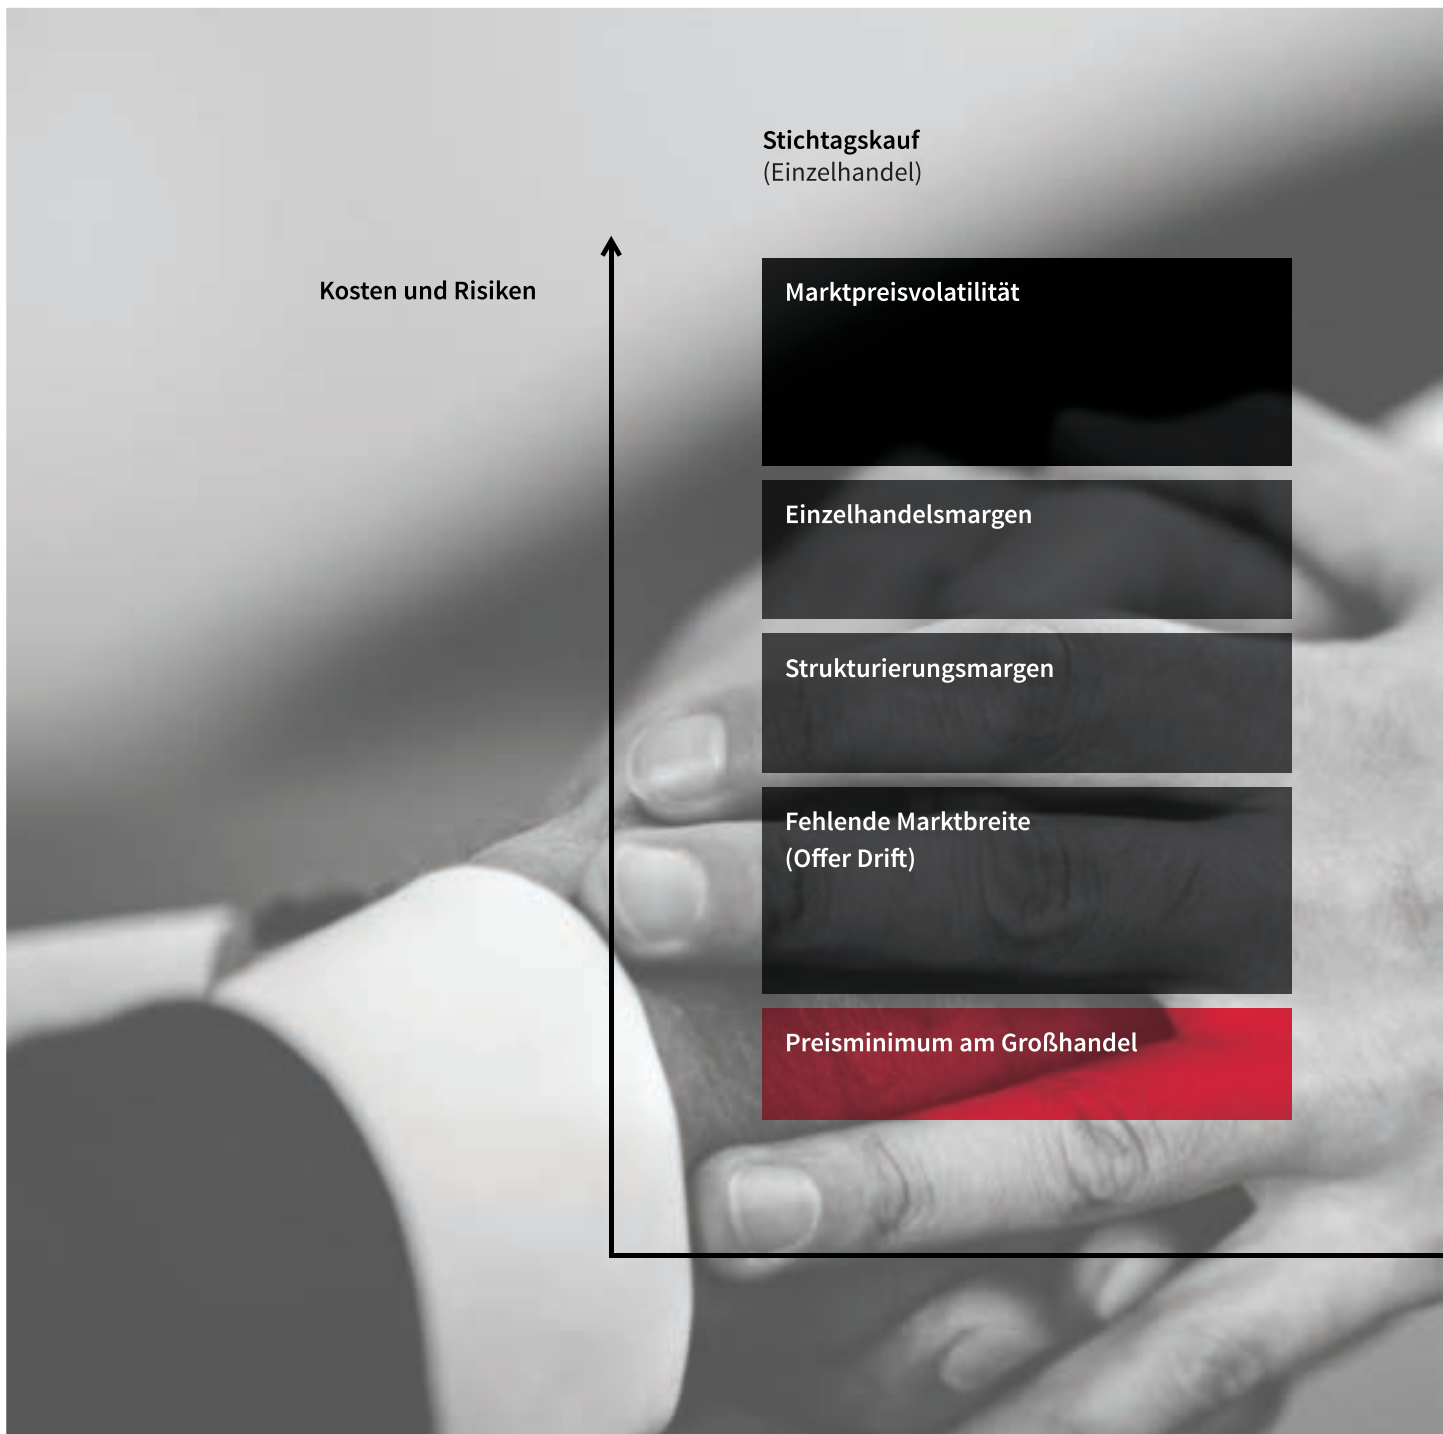 Stichtagskauf
(Einzelhandel)
Kosten und Risiken
Marktpreisvolatilität
Einzelhandelsmargen
Strukturierungsmargen
Fehlende Marktbreite
(Offer Drift)
Preisminimum am Großhandel